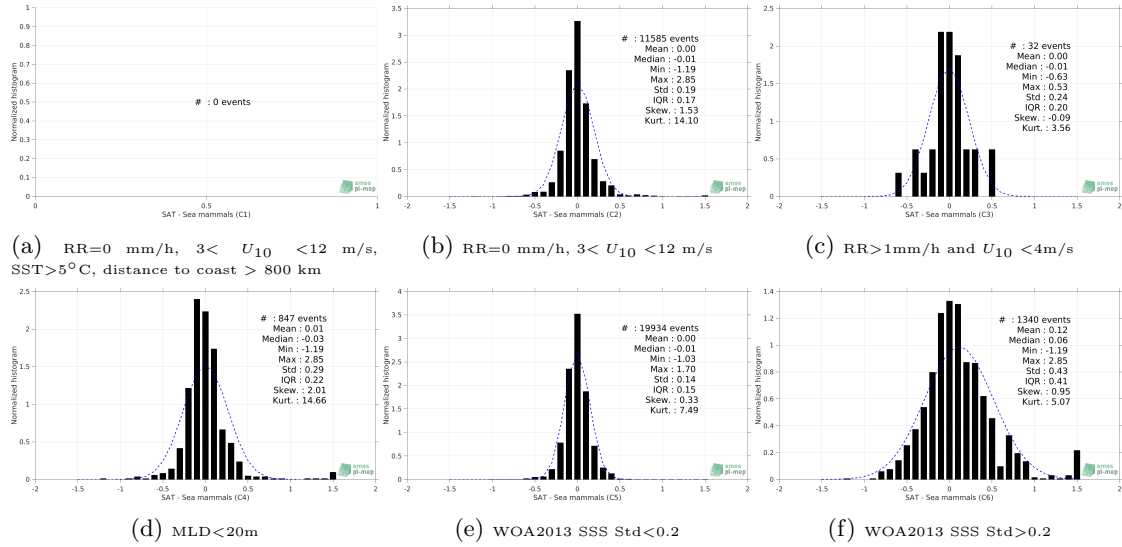 1
0.9
0.8
0.7
0.6
0.5
0.4
0.3
0.2
0.1
0
Normalized histogram
# : 0 events
smos
pi-mep
0 0.5 1
SAT - Sea mammals (C1)
(a) RR=0 mm/h, 3< U10 <12 m/s,
SST>5°C, distance to coast > 800 km
3.5
3
2.5
2
1.5
1
0.5
0
Normalized histogram
# : 11585 events
Mean : 0.00
Median : -0.01
Min : -1.19
Max : 2.85
Std : 0.19
IQR : 0.17
Skew. : 1.53
Kurt. : 14.10
smos
pi-mep
-2 -1.5 -1 -0.5 0 0.5 1 1.5 2
SAT - Sea mammals (C2)
(b) RR=0 mm/h, 3< U10 <12 m/s
2.5
2
1.5
1
0.5
0
Normalized histogram
# : 32 events
Mean : 0.00
Median : -0.01
Min : -0.63
Max : 0.53
Std : 0.24
IQR : 0.20
Skew. : -0.09
Kurt. : 3.56
smos
pi-mep
-2 -1.5 -1 -0.5 0 0.5 1 1.5 2
SAT - Sea mammals (C3)
(c) RR>1mm/h and U10 <4m/s
2.5
2
1.5
1
0.5
0
Normalized histogram
# : 847 events
Mean : 0.01
Median : -0.03
Min : -1.19
Max : 2.85
Std : 0.29
IQR : 0.22
Skew. : 2.01
Kurt. : 14.66
smos
pi-mep
-2 -1.5 -1 -0.5 0 0.5 1 1.5 2
SAT - Sea mammals (C4)
(d) MLD<20m
4
3.5
3
2.5
2
1.5
1
0.5
0
Normalized histogram
# : 19934 events
Mean : 0.00
Median : -0.01
Min : -1.03
Max : 1.70
Std : 0.14
IQR : 0.15
Skew. : 0.33
Kurt. : 7.49
smos
pi-mep
-2 -1.5 -1 -0.5 0 0.5 1 1.5 2
SAT - Sea mammals (C5)
(e) WOA2013 SSS Std<0.2
1.4
1.2
1
0.8
0.6
0.4
0.2
0
Normalized histogram
# : 1340 events
Mean : 0.12
Median : 0.06
Min : -1.19
Max : 2.85
Std : 0.43
IQR : 0.41
Skew. : 0.95
Kurt. : 5.07
smos
pi-mep
-2 -1.5 -1 -0.5 0 0.5 1 1.5 2
SAT - Sea mammals (C6)
(f) WOA2013 SSS Std>0.2